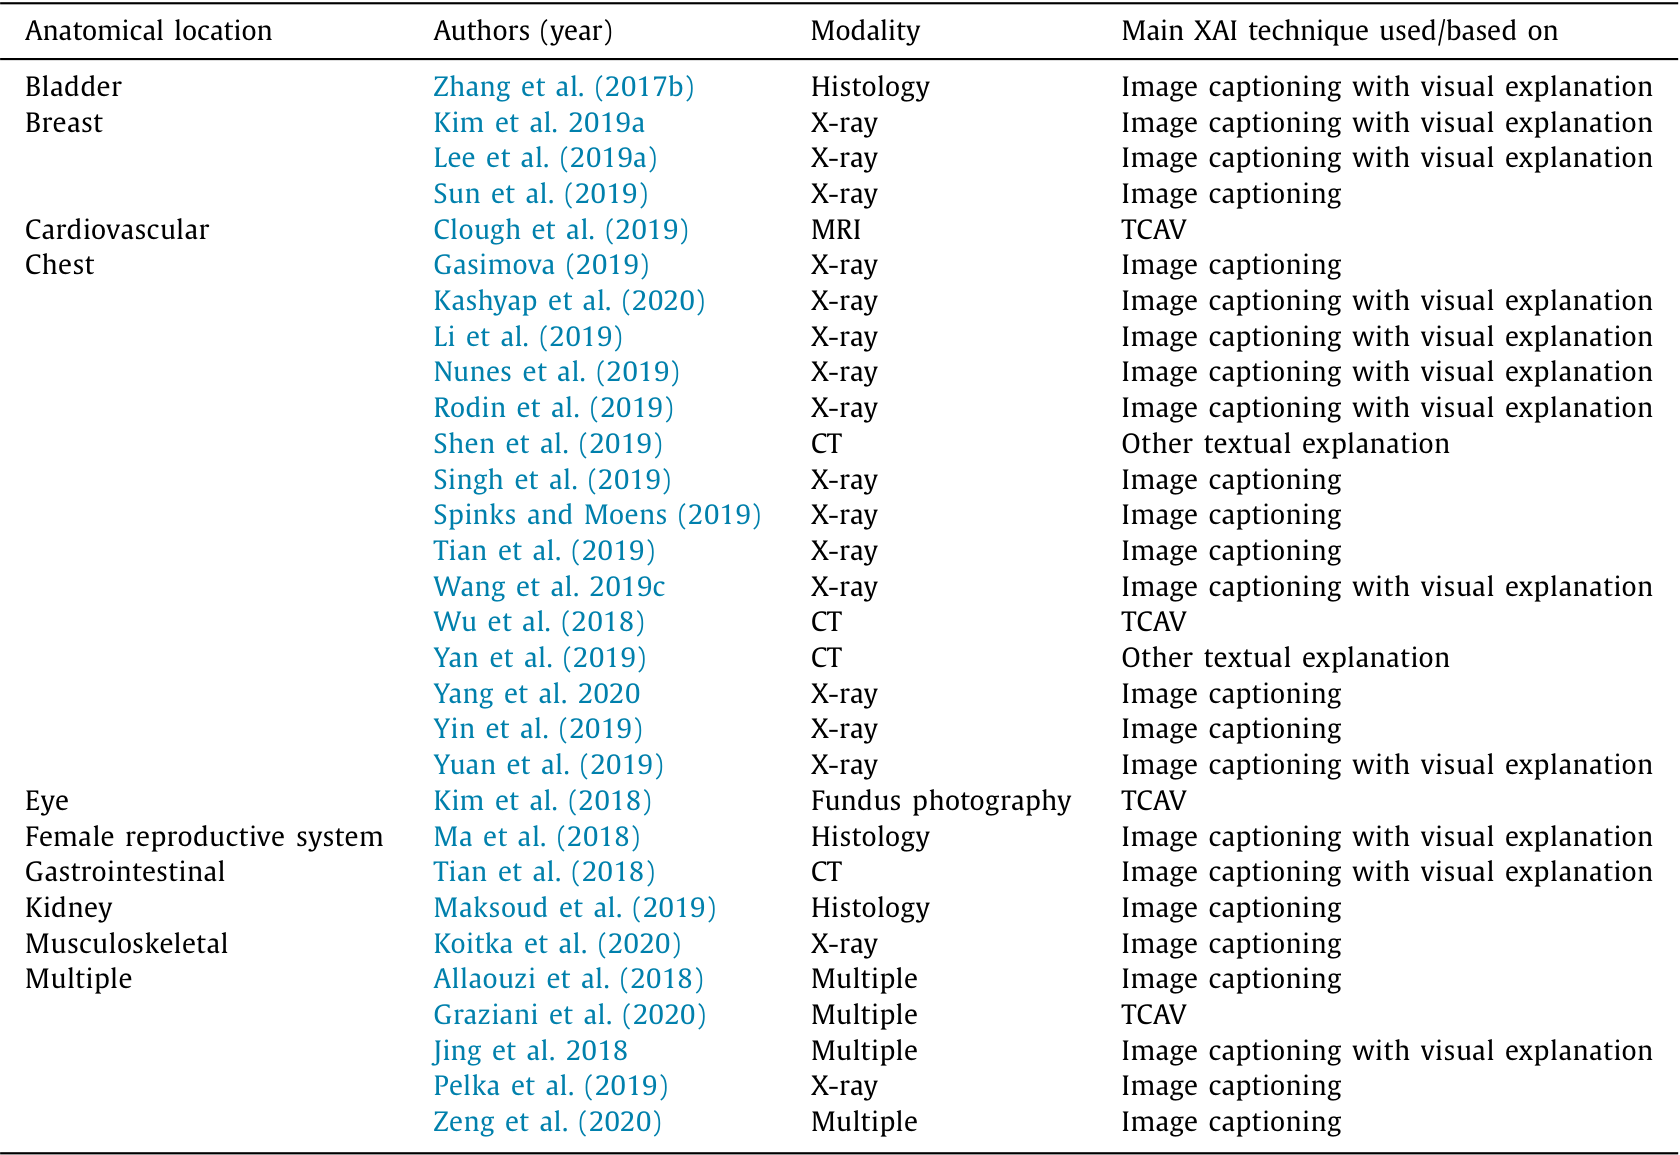 Anatomical location Authors (year) Modality Main XAI technique used/based on
Bladder Zhang et al. (2017b) Histology Image captioning with visual explanation
Breast Kim et al. 2019a X-ray Image captioning with visual explanation
Lee et al. (2019a) X-ray Image captioning with visual explanation
Sun et al. (2019) X-ray Image captioning
Cardiovascular Clough et al. (2019) MRI TCAV
Chest Gasimova (2019) X-ray Image captioning
Kashyap et al. (2020) X-ray Image captioning with visual explanation
Li et al. (2019) X-ray Image captioning with visual explanation
Nunes et al. (2019) X-ray Image captioning with visual explanation
Rodin et al. (2019) X-ray Image captioning with visual explanation
Shen et al. (2019) CT Other textual explanation
Singh et al. (2019) X-ray Image captioning
Spinks and Moens (2019) X-ray Image captioning
Tian et al. (2019) X-ray Image captioning
Wang et al. 2019c X-ray Image captioning with visual explanation
Wu et al. (2018) CT TCAV
Yan et al. (2019) CT Other textual explanation
Yang et al. 2020 X-ray Image captioning
Yin et al. (2019) X-ray Image captioning
Yuan et al. (2019) X-ray Image captioning with visual explanation
Eye Kim et al. (2018) Fundus photography TCAV
Female reproductive system Ma et al. (2018) Histology Image captioning with visual explanation
Gastrointestinal Tian et al. (2018) CT Image captioning with visual explanation
Kidney Maksoud et al. (2019) Histology Image captioning
Musculoskeletal Koitka et al. (2020) X-ray Image captioning
Multiple Allaouzi et al. (2018) Multiple Image captioning
Graziani et al. (2020) Multiple TCAV
Jing et al. 2018 Multiple Image captioning with visual explanation
Pelka et al. (2019) X-ray Image captioning
Zeng et al. (2020) Multiple Image captioning